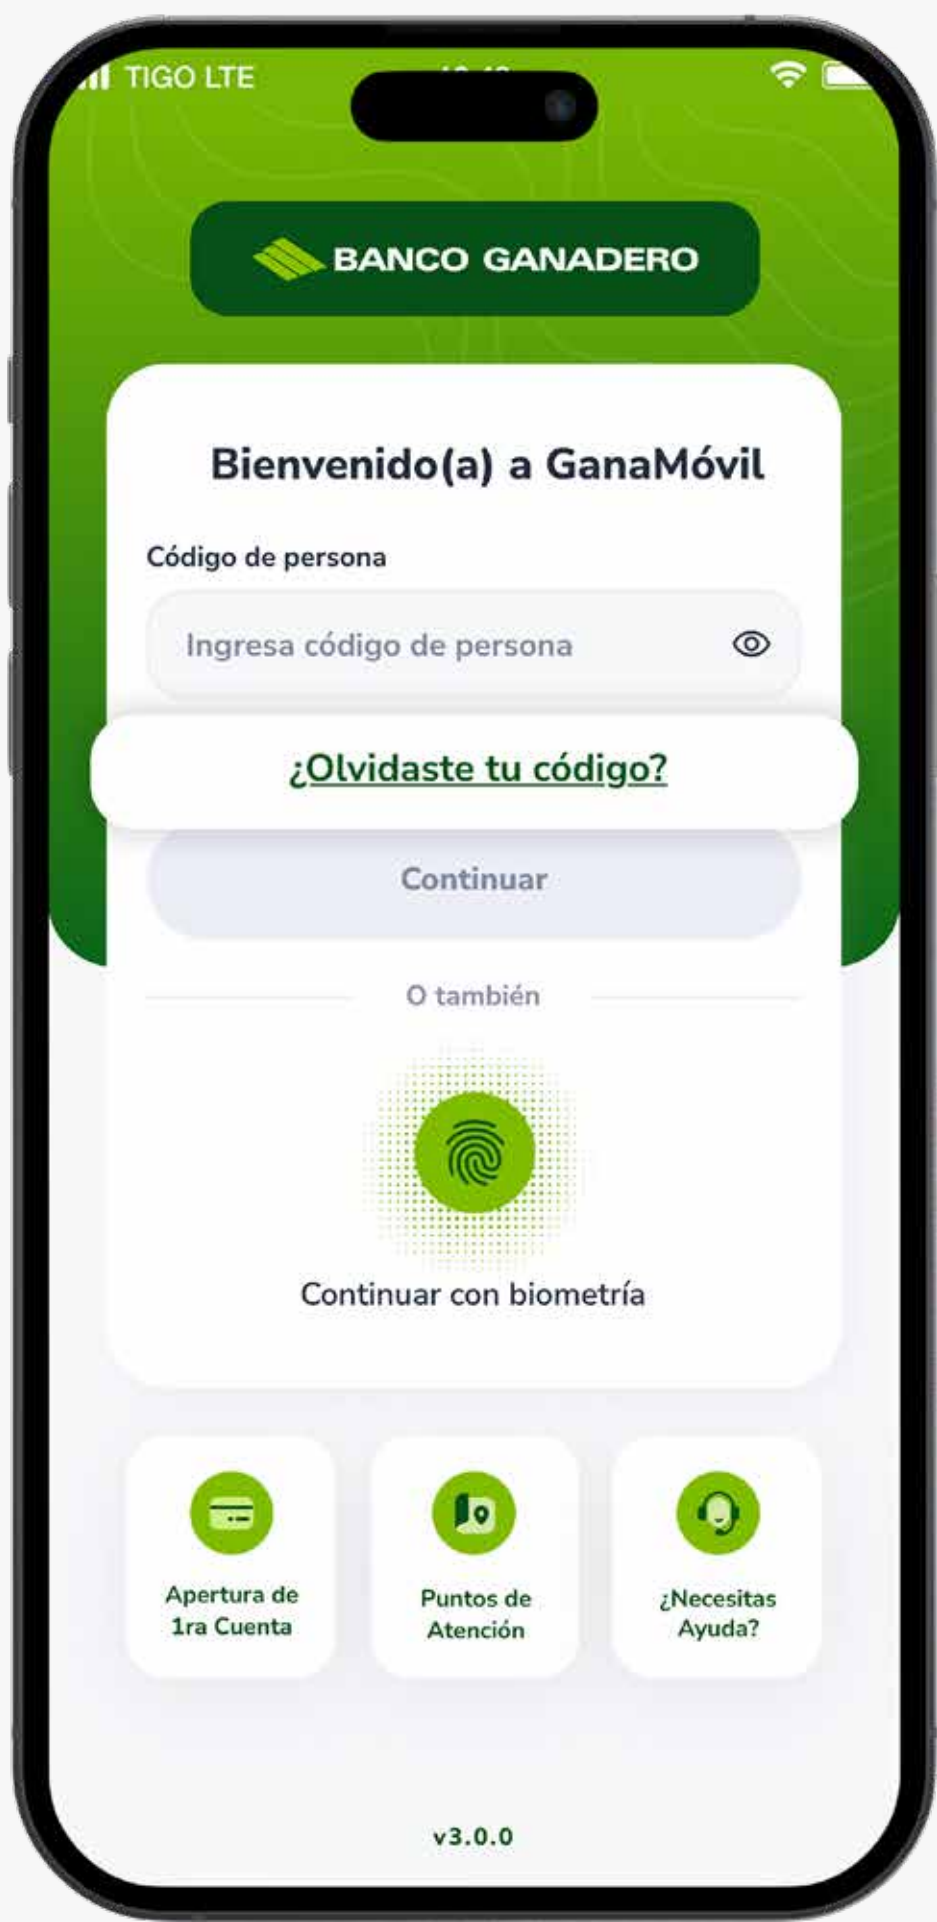 TIGO LTE
BANCO GANADERO
Bienvenido(a) a GanaMóvil
Código de persona
Ingresa código de persona
¿Olvidaste tu código?
Continuar
O también
Continuar con biometría
Apertura de
1ra Cuenta
Puntos de
Atención
¿Necesitas
Ayuda?
v3.0.0